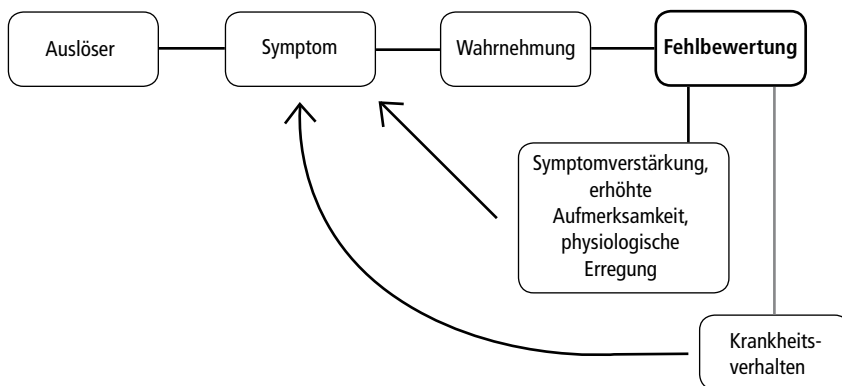 Auslöser
Symptom
Wahrnehmung
Fehlbewertung
Symptomverstärkung,
erhöhte
Aufmerksamkeit,
physiologische
Erregung
Krankheits-
verhalten